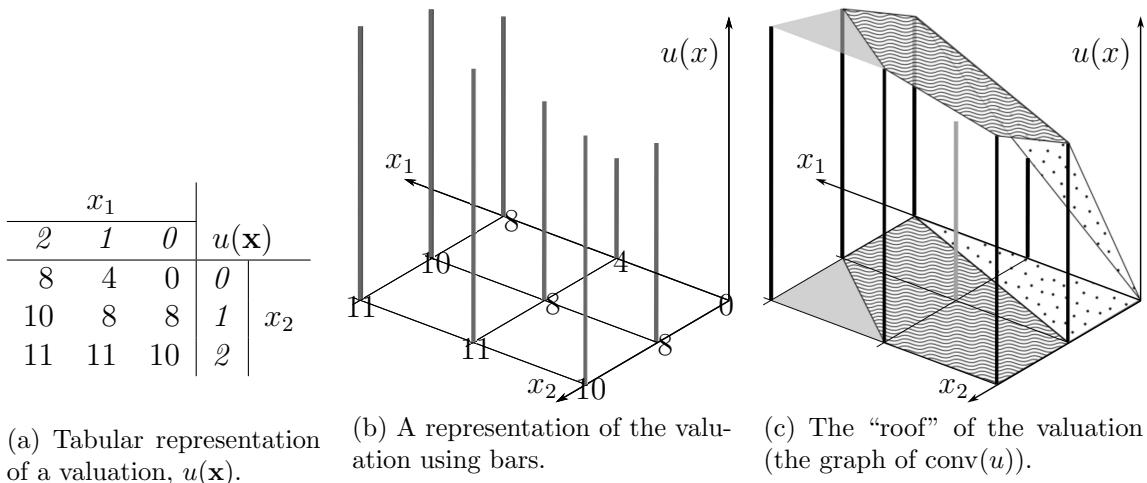 x₁
2 1 0 u(x)
8 4 0 0
10 8 8 1 x₂
11 11 10 2
(a) Tabular representation
of a valuation, u(x).
u(x)
x₁
8
10 4
11 8 0
11 8
x₂ 10
(b) A representation of the valu-
ation using bars.
u(x)
x₁
x₂
(c) The “roof” of the valuation
(the graph of conv(u)).